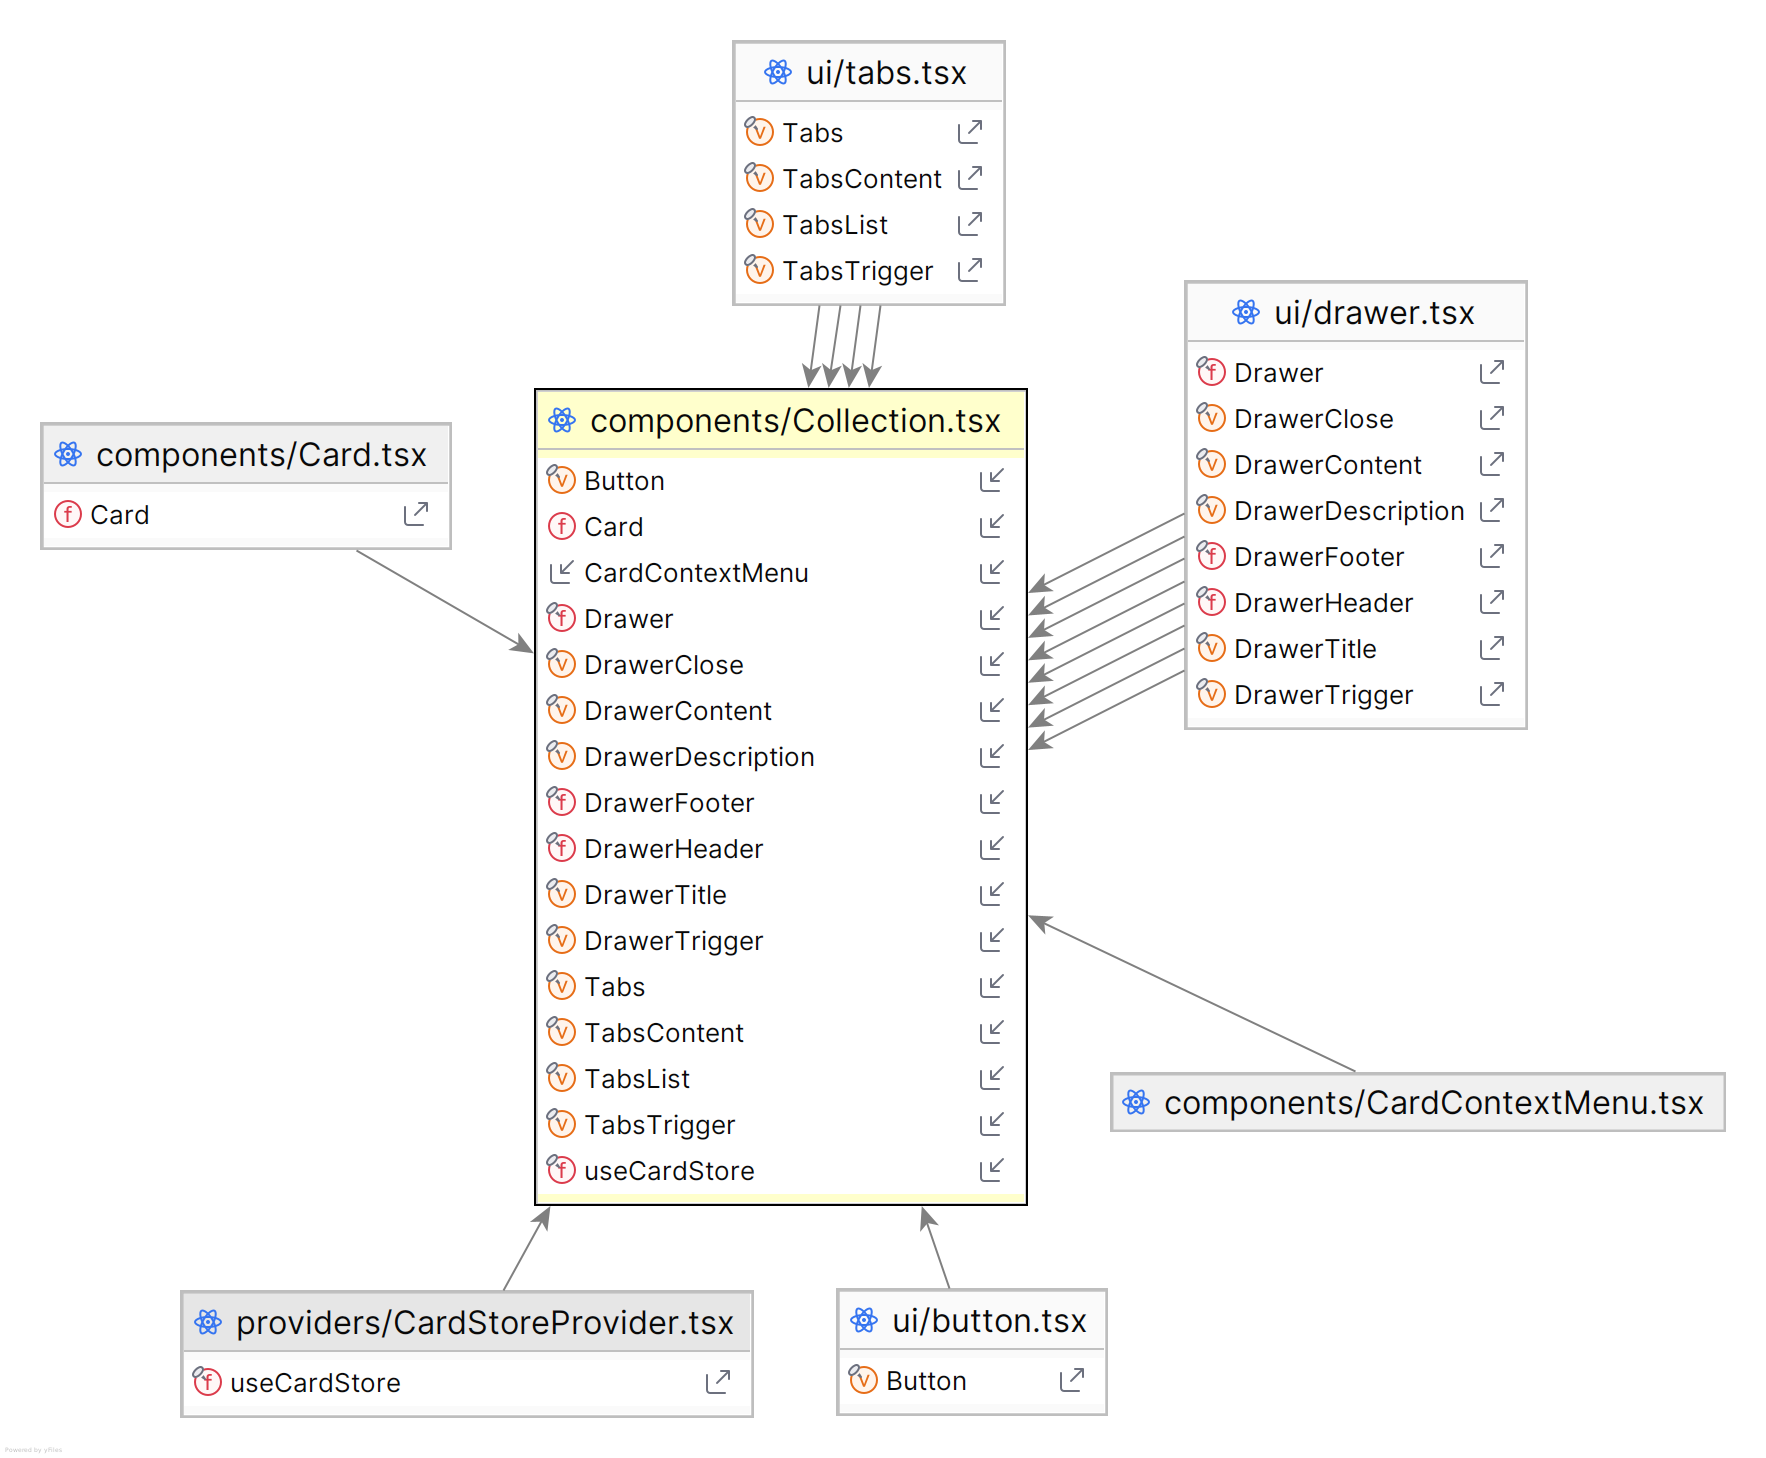 ui/tabs.tsx
Tabs
TabsContent
TabsList
TabsTrigger
ui/drawer.tsx
Drawer
DrawerClose
DrawerContent
DrawerDescription
DrawerFooter
DrawerHeader
DrawerTitle
DrawerTrigger
components/Card.tsx
Card
components/Collection.tsx
Button
Card
CardContextMenu
Drawer
DrawerClose
DrawerContent
DrawerDescription
DrawerFooter
DrawerHeader
DrawerTitle
DrawerTrigger
Tabs
TabsContent
TabsList
TabsTrigger
useCardStore
components/CardContextMenu.tsx
providers/CardStoreProvider.tsx
useCardStore
ui/button.tsx
Button
Powered by yFiles